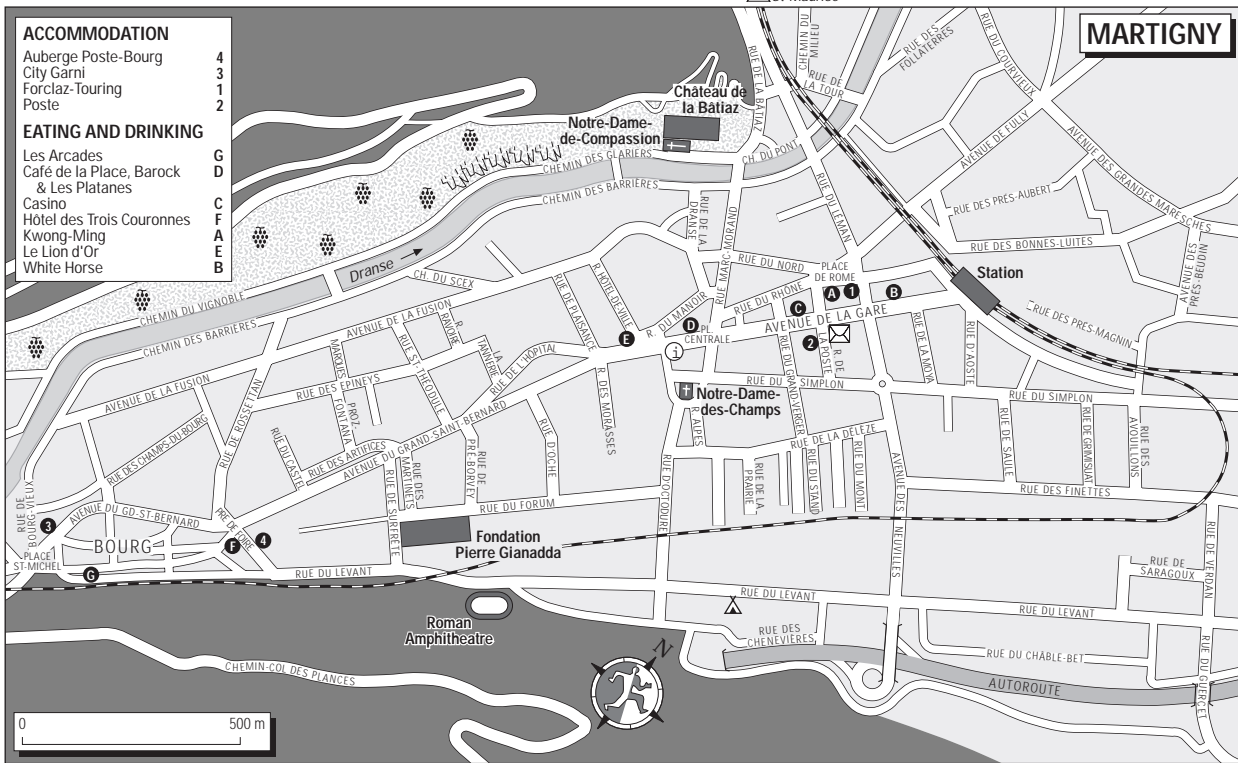 MARTIGNY
ACCOMMODATION
Auberge Poste-Bourg 4
City Garni 3
Forclaz-Touring 1
Poste 2
EATING AND DRINKING
Les Arcades G
Café de la Place, Barock D
& Les Platanes
Casino C
Hôtel des Trois Couronnes F
Kwong-Ming A
Le Lion d'Or E
White Horse B
Château de
la Bâtiaz
Notre-Dame-
de-Compassion
RUE DE LA BÂTIAZ
CHEMIN DU
MILIEU
RUE DE
LA TOUR
RUE DES
FOLLATERRES
RUE DU COURVIEUX
AVENUE DE FULLY
AVENUE DES GRANDES MARESCHES
RUE DES PRÉS-AUBERT
RUE DES BONNES-LUITES
AVENUE DES
PRÉS-BEUDIN
Station
RUE DES PRÉS-MAGNIN
CH. DU PONT
RUE DU LÉMAN
CHEMIN DES GLARIERS
CHEMIN DES BARRIÈRES
RUE DE LA
DRANSE
RUE MARC-MORAND
RUE DU NORD
PLACE
DE ROME
RUE DU RHÔNE
A
1
B
C
AVENUE DE LA GARE
2
D
PL.
CENTRALE
R. DU MANOIR
E
i
R. HÔTEL-DE-VILLE
RUE DE PLAISANCE
CH. DU SCEX
Dranse
CHEMIN DU VIGNOBLE
CHEMIN DES BARRIÈRES
AVENUE DE LA FUSION
AVENUE DE LA FUSION
R.
RAVOIRE
R.
LA
TANNERIE
RUE DE L'HÔPITAL
RUE ST-THÉODULE
MARQUES
RUE DES EPINEYS
PROZ-
FONTANA
RUE DE ROSSETTAN
RUE DU CASTEL
RUE DES ARTIFICES
AVENUE DU GRAND-SAINT-BERNARD
RUE DES
MARTINETS
RUE DE SURFRÊTE
RUE DE
PRÉ-BORVEY
RUE D'OCHE
R. DES MORASSES
RUE DU FORUM
RUE DES CHAMPS-DU-BOURG
RUE DE
BOURG-VIEUX
AVENUE DU GD-ST-BERNARD
3
BOURG
PLACE
ST-MICHEL
G
F
4
PRÉ DE
FOIRE
RUE DU LEVANT
Fondation
Pierre Gianadda
Roman
Amphitheatre
CHEMIN-COL DES PLANCES
Notre-Dame-
des-Champs
R. ALPES
RUE D'OCTODURE
RUE DU SIMPLON
RUE DU SIMPLON
RUE DU GRAND-VERGER
R. DE
LA POSTE
RUE DE LA MOYA
RUE D'AOSTE
RUE DE LA DÉLÈZE
RUE DE LA
PRAIRIE
RUE DU STAND
RUE DU MONT
AVENUE DES
NEUVILLES
RUE DE SAULE
RUE DE GRIMISUAT
RUE DES
AVOUILLONS
RUE DES FINETTES
RUE DE
SARAGOUX
RUE DE VERDAN
RUE DU LEVANT
RUE DU LEVANT
RUE DES
CHENEVIÈRES
RUE DU CHÂBLE-BET
AUTOROUTE
RUE DU GUERCET
N
0 500 m